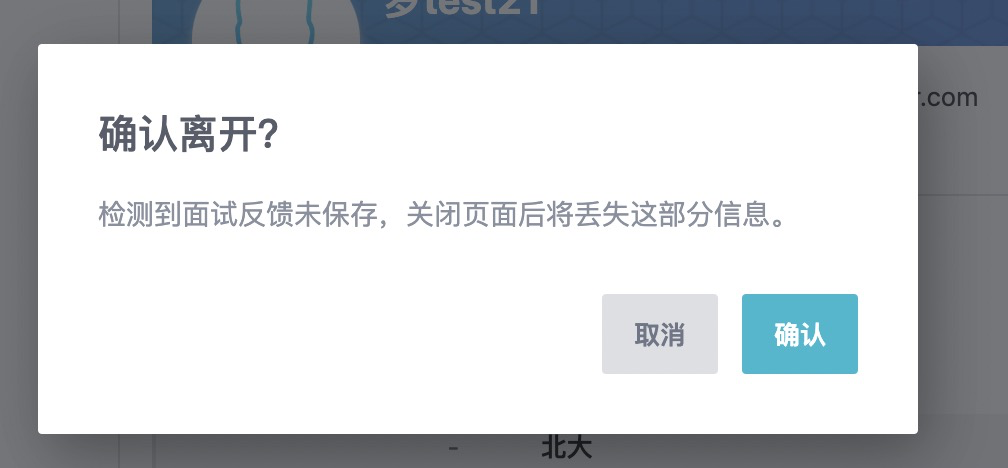 test21
r.com
确认离开?
检测到面试反馈未保存，关闭页面后将丢失这部分信息。
取消
确认
-
北大